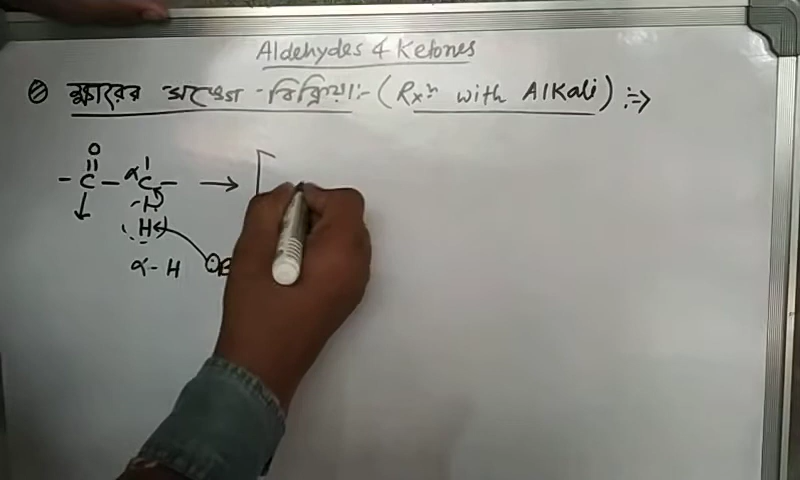 Aldehydes & Ketones
ক্ষারের সাথে বিক্রিয়া:- (Rxn with Alkali) :->
O
- C - αC - →
H
α-H